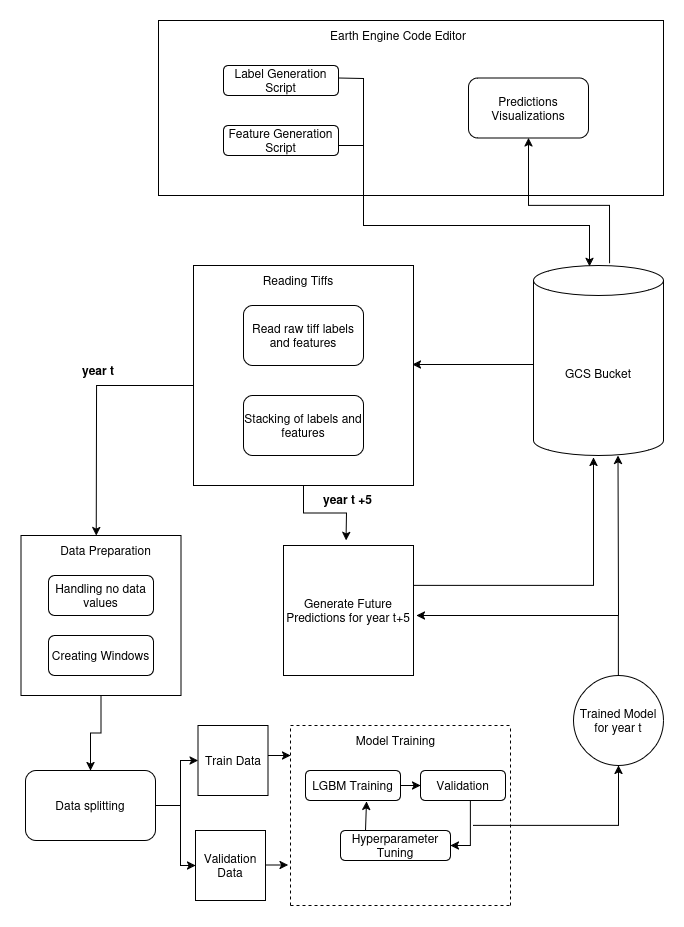 Earth Engine Code Editor
Label Generation
Script
Feature Generation
Script
Predictions
Visualizations
Reading Tiffs
Read raw tiff labels
and features
Stacking of labels and
features
GCS Bucket
year t
year t +5
Data Preparation
Handling no data
values
Creating Windows
Generate Future
Predictions for year t+5
Trained Model
for year t
Data splitting
Train Data
Validation
Data
Model Training
LGBM Training
Validation
Hyperparameter
Tuning